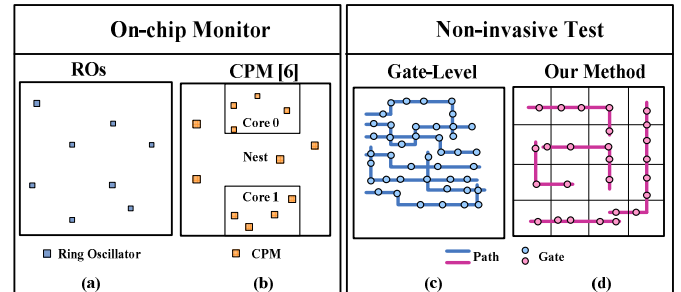 On-chip Monitor
Non-invasive Test
ROs
CPM [6]
Gate-Level
Our Method
Core 0
Nest
Core 1
Ring Oscillator
CPM
Path
Gate
(a)
(b)
(c)
(d)